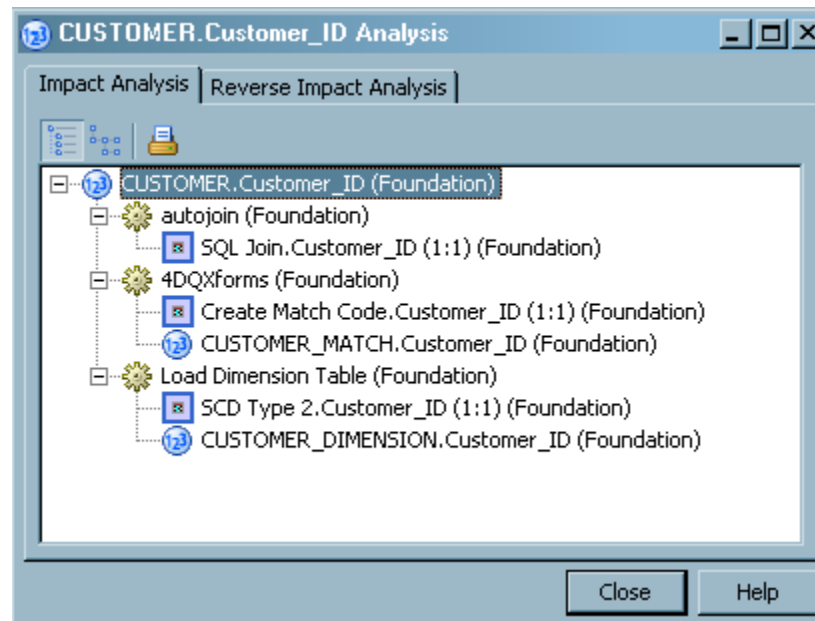 CUSTOMER.Customer_ID Analysis
Impact Analysis Reverse Impact Analysis
CUSTOMER.Customer_ID (Foundation)
autojoin (Foundation)
SQL Join.Customer_ID (1:1) (Foundation)
4DQXforms (Foundation)
Create Match Code.Customer_ID (1:1) (Foundation)
CUSTOMER_MATCH.Customer_ID (Foundation)
Load Dimension Table (Foundation)
SCD Type 2.Customer_ID (1:1) (Foundation)
CUSTOMER_DIMENSION.Customer_ID (Foundation)
Close Help